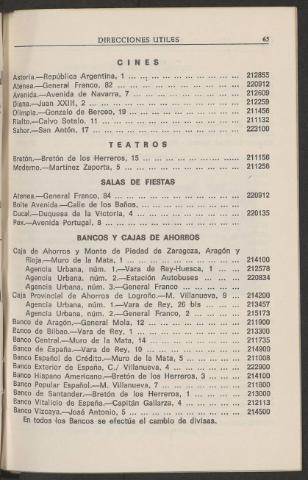 DIRECCIONES UTILES 65
CINES
Astoria.—República Argentina, 1 ... ... ... ... ... ... ... ... 212855
Atenea.—General Franco, 82 ... ... ... ... ... ... ... ... 220912
Avenida.—Avenida de Navarra, 7 ... ... ... ... ... ... ... 212609
Diana.—Juan XXIII, 2 ... ... ... ... ... ... ... ... ... 212259
Olimpia.—Gonzalo de Berceo, 19 ... ... ... ... ... ... ... 211456
Rialto.—Calvo Sotelo, 11 ... ... ... ... ... ... ... ... 211132
Sahor.—San Antón, 17 ... ... ... ... ... ... ... ... ... 223100
TEATROS
Bretón.—Bretón de los Herreros, 15 ... ... ... ... ... ... 211156
Moderno.—Martínez Zaporta, 5 ... ... ... ... ... ... ... 211256
SALAS DE FIESTAS
Atenea.—General Franco, 84 ... ... ... ... ... ... ... ... 220912
Boite Avenida.—Calle de los Baños, ... ... ... ... ... ...
Ducal.—Duquesa de la Victoria, 4 ... ... ... ... ... ... 220135
Pax.—Avenida Portugal, 8 ... ... ... ... ... ... ... ...
BANCOS Y CAJAS DE AHORROS
Caja de Ahorros y Monte de Piedad de Zaragoza, Aragón y
Rioja.—Muro de la Mata, 1 ... ... ... ... ... ... ... 214100
Agencia Urbana, núm. 1.—Vara de Rey-Huesca, 1 ... 212578
Agencia Urbana. núm. 2.—Estación Autobuses ... ... 220834
Agencia Urbana, núm. 3.—General Franco ... ... ...
Caja Provincial de Ahorros de Logroño.—M. Villanueva, 9 ... 214200
Agencia Urbana, núm. 1.—Vara de Rey, 26 bis ... ... 213457
Agencia Urbana, núm. 2.—General Franco, 2 ... ... ... 215173
Banco de Aragón.—General Mola, 12 ... ... ... ... ... ... 211900
Banco de Bilbao.—Vara de Rey, 1 ... ... ... ... ... ... 213300
Banco Central.—Muro de la Mata, 14 ... ... ... ... ... ... 211735
Banco de España.—Vara de Rey, 10 ... ... ... ... ... ... 214900
Banco Español de Crédito.—Muro de la Mata, 5 ... ... ... 211008
Banco Exterior de España, C./ Villanueva, 4 ... ... ... ... 222900
Banco Hispano Americano.—Bretón de los Herreros, 3 ... ... 214100
Banco Popular Español.—M. Villanueva, 7 ... ... ... ... ... 211800
Banco de Santander.—Bretón de los Herreros, 1 ... ... ... 213000
Banco Vitalicio de España.—Capitán Gallarza, 4 ... ... ... 212113
Banco Vizcaya.—José Antonio, 5 ... ... ... ... ... ... ... 214500
En todos los Bancos se efectúa el cambio de divisas.